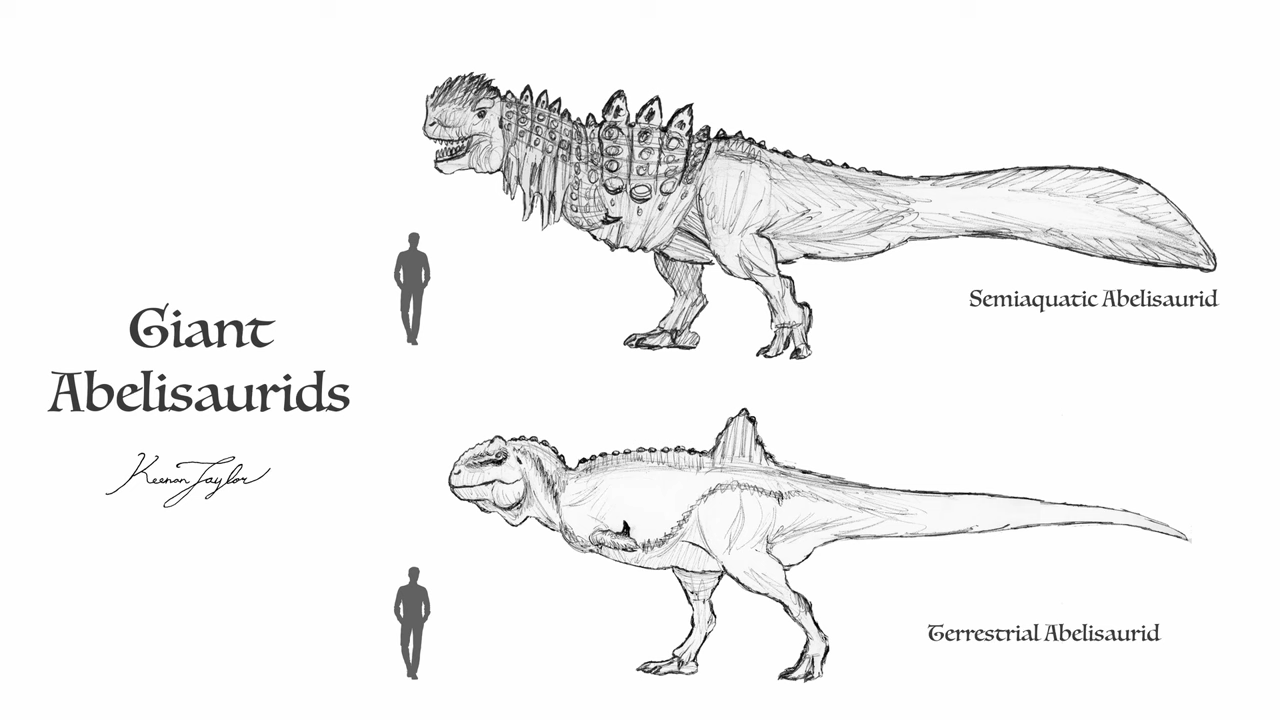 Giant
Abelisaurids
Keenan Taylor
Semiaquatic Abelisaurid
Terrestrial Abelisaurid